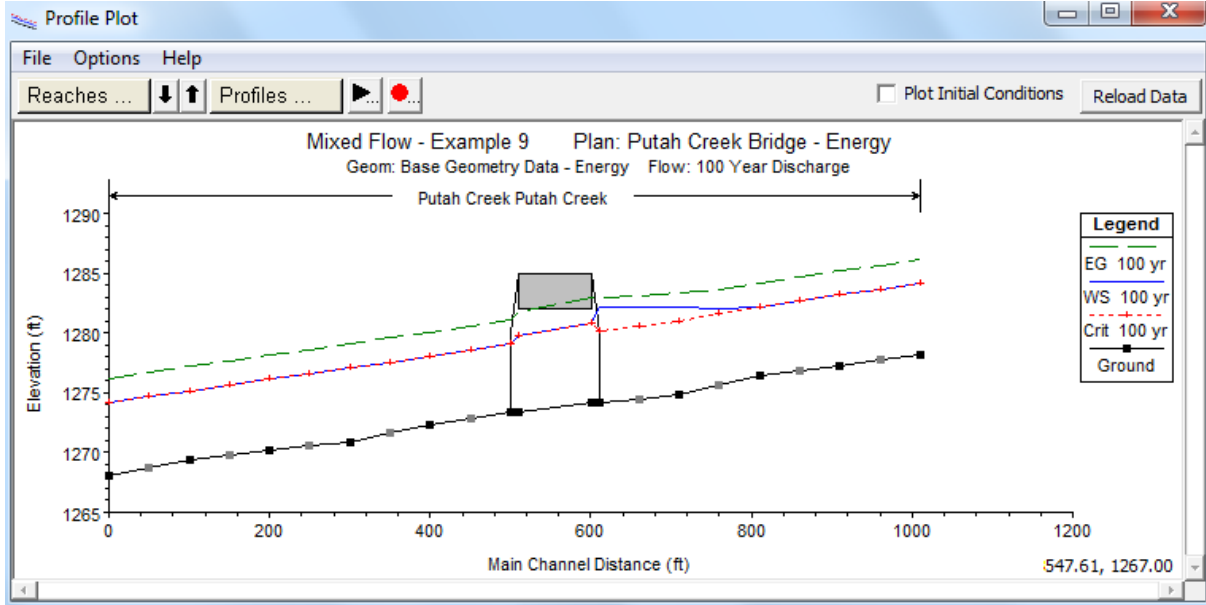 Profile Plot
File Options Help
Reaches ... Profiles ... Plot Initial Conditions Reload Data
Mixed Flow - Example 9 Plan: Putah Creek Bridge - Energy
Geom: Base Geometry Data - Energy Flow: 100 Year Discharge
Putah Creek Putah Creek
1290
1285
1280
1275
1270
1265
Elevation (ft)
0 200 400 600 800 1000 1200
Main Channel Distance (ft)
Legend
EG 100 yr
WS 100 yr
Crit 100 yr
Ground
547.61, 1267.00